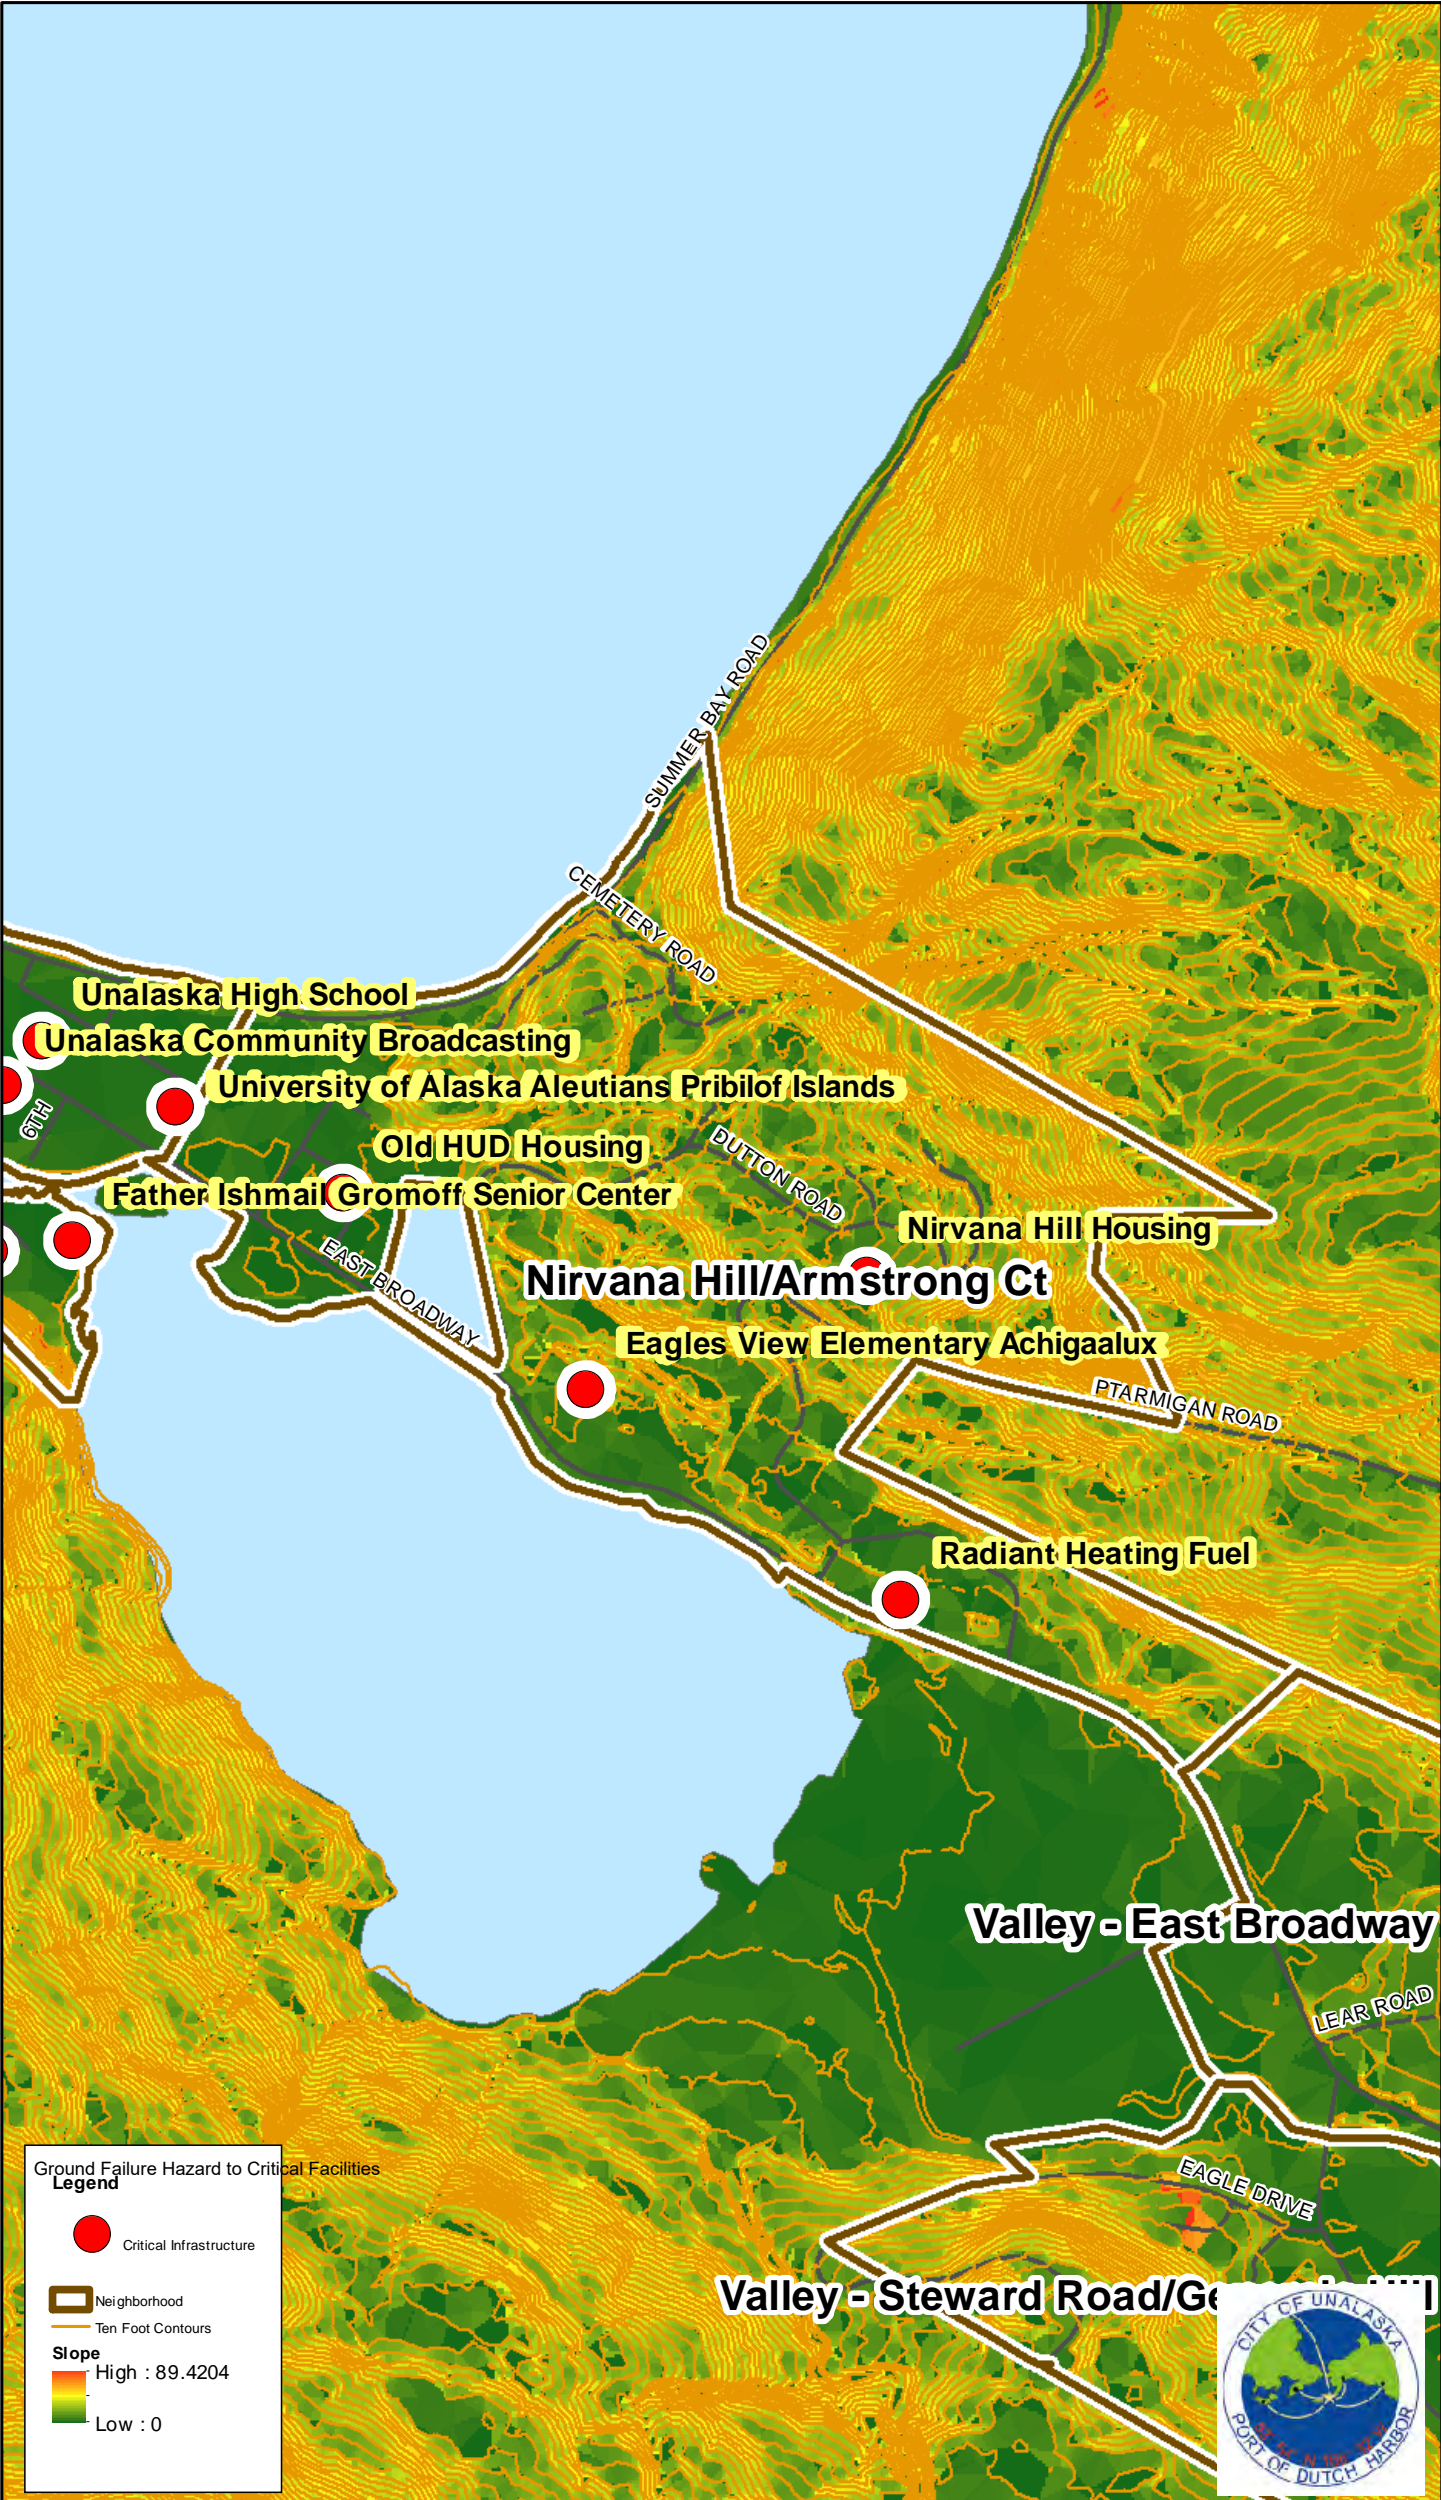 SUMMER BAY ROAD
CEMETERY ROAD
Unalaska High School
Unalaska Community Broadcasting
University of Alaska Aleutians Pribilof Islands
6TH
Old HUD Housing
DUTTON ROAD
Father Ishmail Gromoff Senior Center
Nirvana Hill Housing
EAST BROADWAY
Nirvana Hill/Armstrong Ct
Eagles View Elementary Achigaalux
PTARMIGAN ROAD
Radiant Heating Fuel
Valley - East Broadway
LEAR ROAD
EAGLE DRIVE
Valley - Steward Road/
Ground Failure Hazard to Critical Facilities
Legend
Critical Infrastructure
Neighborhood
Ten Foot Contours
Slope
High : 89.4204
Low : 0
CITY OF UNALASKA
PORT OF DUTCH HARBOR